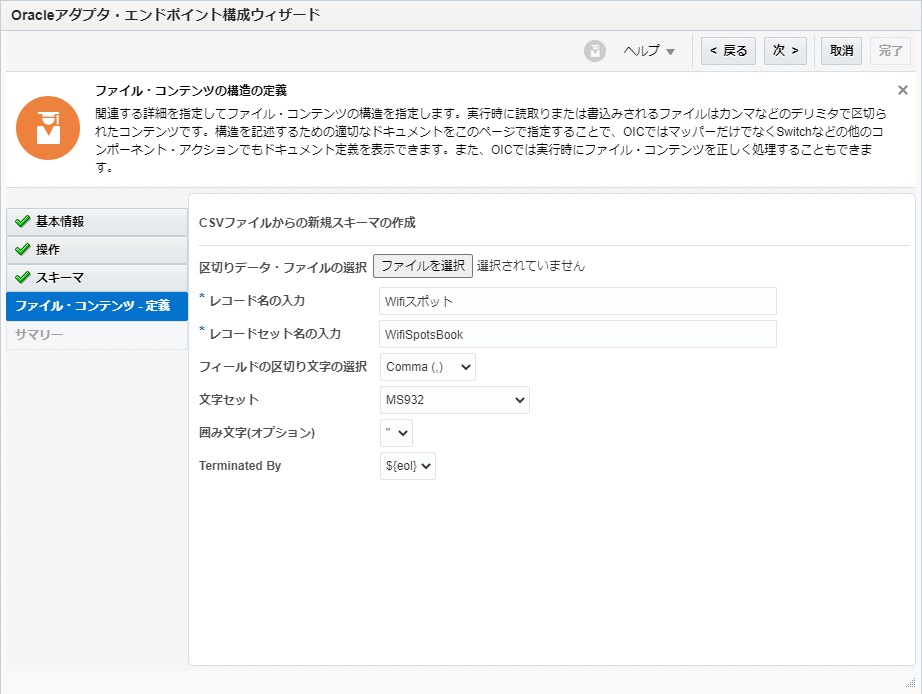 Oracleアダプタ・エンドポイント構成ウィザード
ヘルプ
< 戻る
次 >
取消
完了
ファイル・コンテンツの構造の定義
関連する詳細を指定してファイル・コンテンツの構造を指定します。実行時に読取りまたは書込みされるファイルはカンマなどのデリミタで区切ら
れたコンテンツです。構造を記述するための適切なドキュメントをこのページで指定することで、OICではマッパーだけでなくSwitchなどの他のコ
ンポーネント・アクションでもドキュメント定義を表示できます。また、OICでは実行時にファイル・コンテンツを正しく処理することもできま
す。
基本情報
操作
スキーマ
ファイル・コンテンツ - 定義
サマリー
CSVファイルからの新規スキーマの作成
区切りデータ・ファイルの選択 ファイルを選択 選択されていません
* レコード名の入力 Wifiスポット
* レコードセット名の入力 WifiSpotsBook
フィールドの区切り文字の選択 Comma (,)
文字セット MS932
囲み文字(オプション) "
Terminated By ${eol}